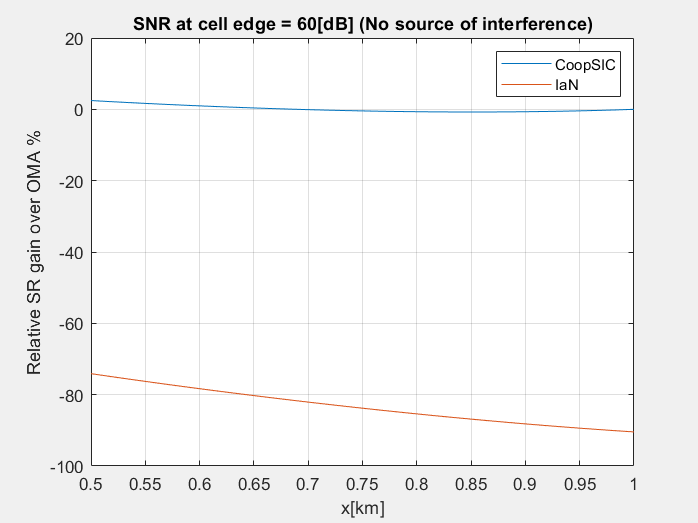 SNR at cell edge = 60[dB] (No source of interference)
CoopSIC
IaN
Relative SR gain over OMA %
20
0
-20
-40
-60
-80
-100
0.5 0.55 0.6 0.65 0.7 0.75 0.8 0.85 0.9 0.95 1
x[km]